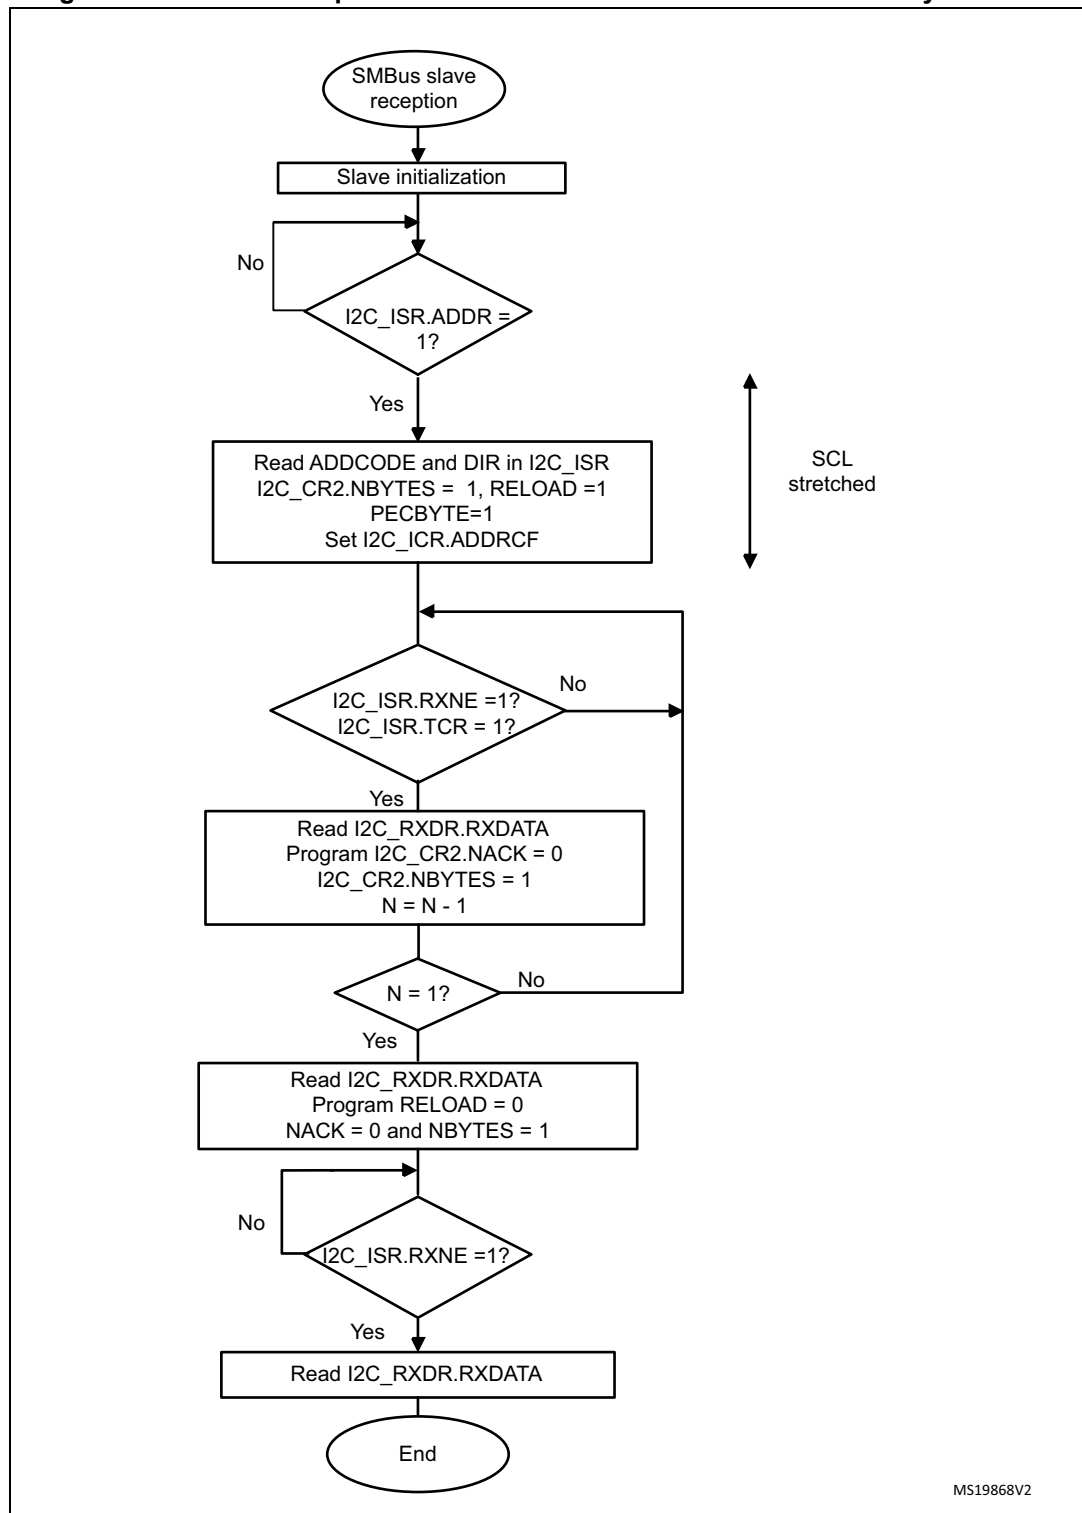 SMBus slave
reception
Slave initialization
No
I2C_ISR.ADDR =
1?
Yes
Read ADDCODE and DIR in I2C_ISR
I2C_CR2.NBYTES = 1, RELOAD =1
PECBYTE=1
Set I2C_ICR.ADDRCF
SCL
stretched
I2C_ISR.RXNE =1?
I2C_ISR.TCR = 1?
No
Yes
Read I2C_RXDR.RXDATA
Program I2C_CR2.NACK = 0
I2C_CR2.NBYTES = 1
N = N - 1
N = 1?
No
Yes
Read I2C_RXDR.RXDATA
Program RELOAD = 0
NACK = 0 and NBYTES = 1
No
I2C_ISR.RXNE =1?
Yes
Read I2C_RXDR.RXDATA
End
MS19868V2